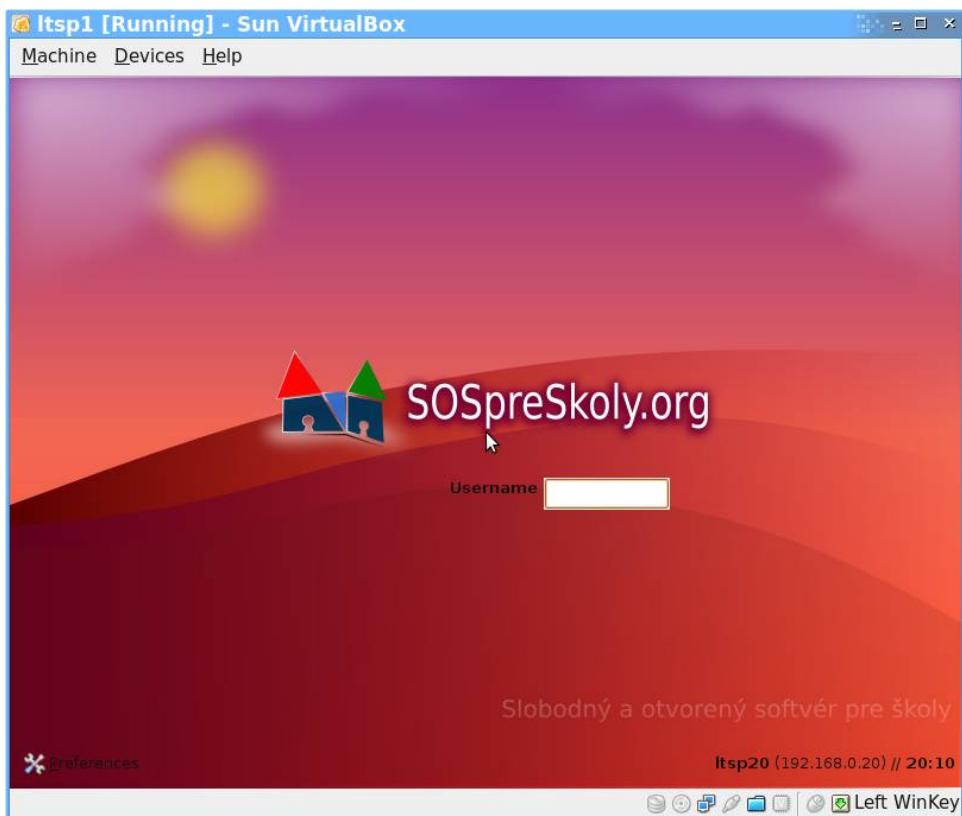 ltsp1 [Running] - Sun VirtualBox
Machine Devices Help
SOSpreSkoly.org
Username
Slobodný a otvorený softvér pre školy
Preferences
ltsp20 (192.168.0.20) // 20:10
Left WinKey